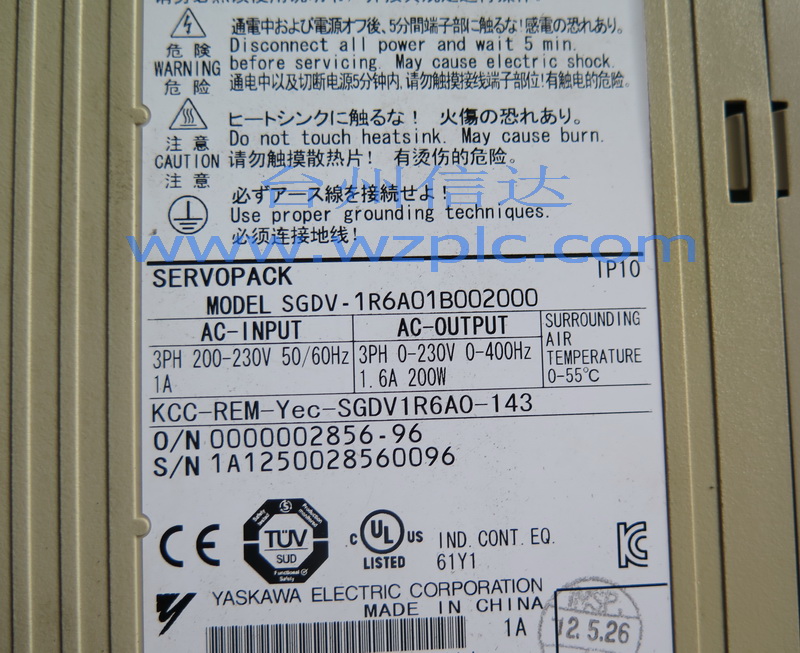 通電中および電源オフ後、5分間端子部に触るな!感電の恐れあり。
危険
Disconnect all power and wait 5 min.
WARNING
before servicing. May cause electric shock.
危险
通电中以及切断电源5分钟内,请勿触摸接线端子部位!有触电的危险。
ヒートシンクに触るな! 火傷の恐れあり。
注意
Do not touch heatsink. May cause burn.
CAUTION
请勿触摸散热片! 有烫伤的危险。
注意
台州信达
必ずアース線を接続せよ!
Use proper grounding techniques.
必须连接地线!
www.wzplc.com
SERVOPACK
IP10
MODEL SGDV-1R6A01B002000
AC-INPUT
AC-OUTPUT
SURROUNDING
AIR
TEMPERATURE
0-55℃
3PH 200-230V 50/60Hz
1A
3PH 0-230V 0-400Hz
1.6A 200W
KCC-REM-Yec-SGDV1R6A0-143
O/N 0000002856-96
S/N 1A1250028560096
CE
TÜV
SUD
Functional Safety
c UL US
LISTED
IND. CONT. EQ.
61Y1
YASKAWA ELECTRIC CORPORATION
MADE IN CHINA
1A
INSP.
12.5.26